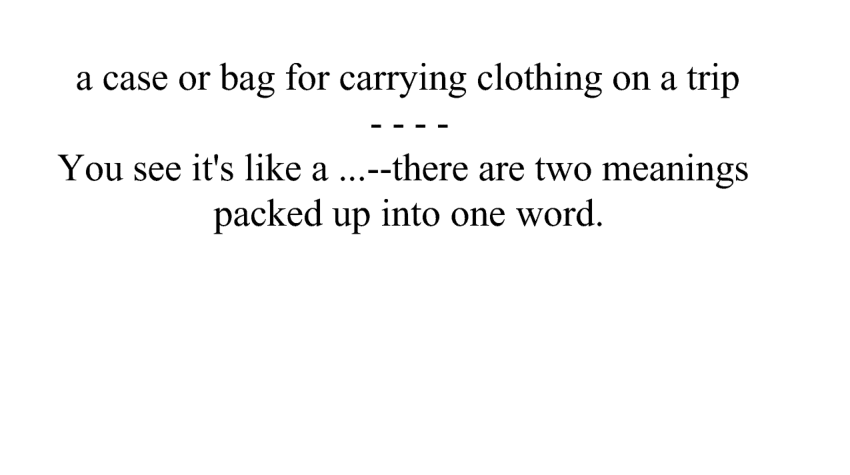 a case or bag for carrying clothing on a trip
- - - -
You see it's like a ...--there are two meanings
packed up into one word.